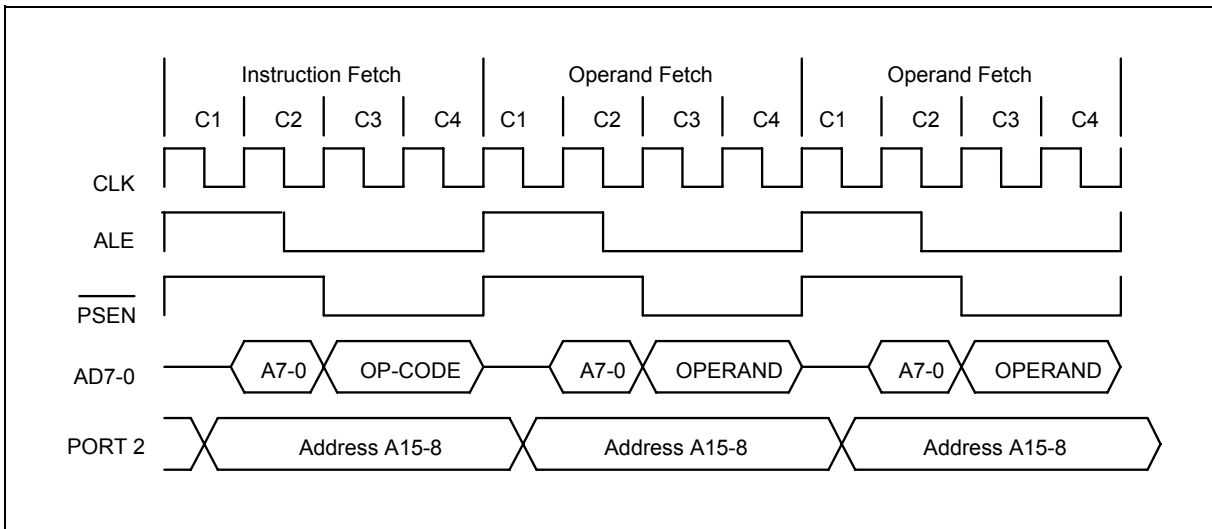 Instruction Fetch Operand Fetch Operand Fetch
C1 C2 C3 C4 C1 C2 C3 C4 C1 C2 C3 C4
CLK
ALE
PSEN
AD7-0 A7-0 OP-CODE A7-0 OPERAND A7-0 OPERAND
PORT 2 Address A15-8 Address A15-8 Address A15-8